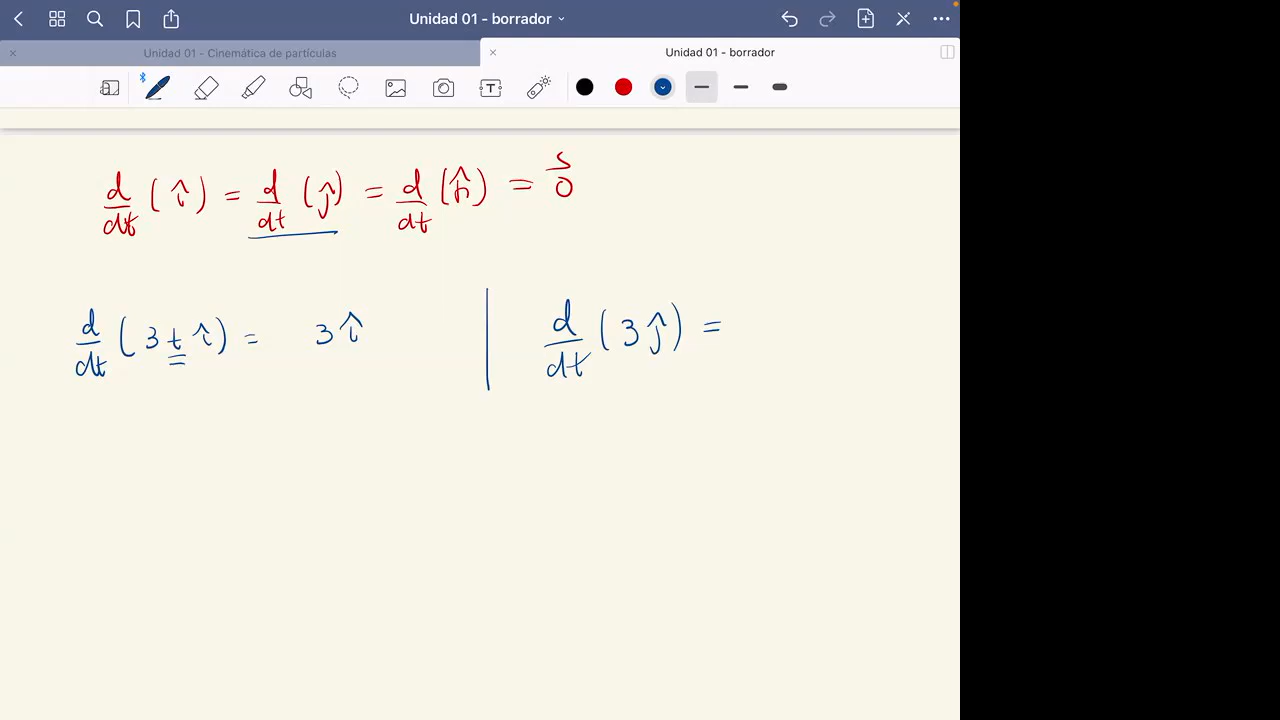 Unidad 01 - borrador
Unidad 01 - Cinemática de partículas
Unidad 01 - borrador
T
d/dt (î) = d/dt (ĵ) = d/dt (k̂) = 0⃗
d/dt (3 t î) = 3 î
d/dt (3 ĵ) =